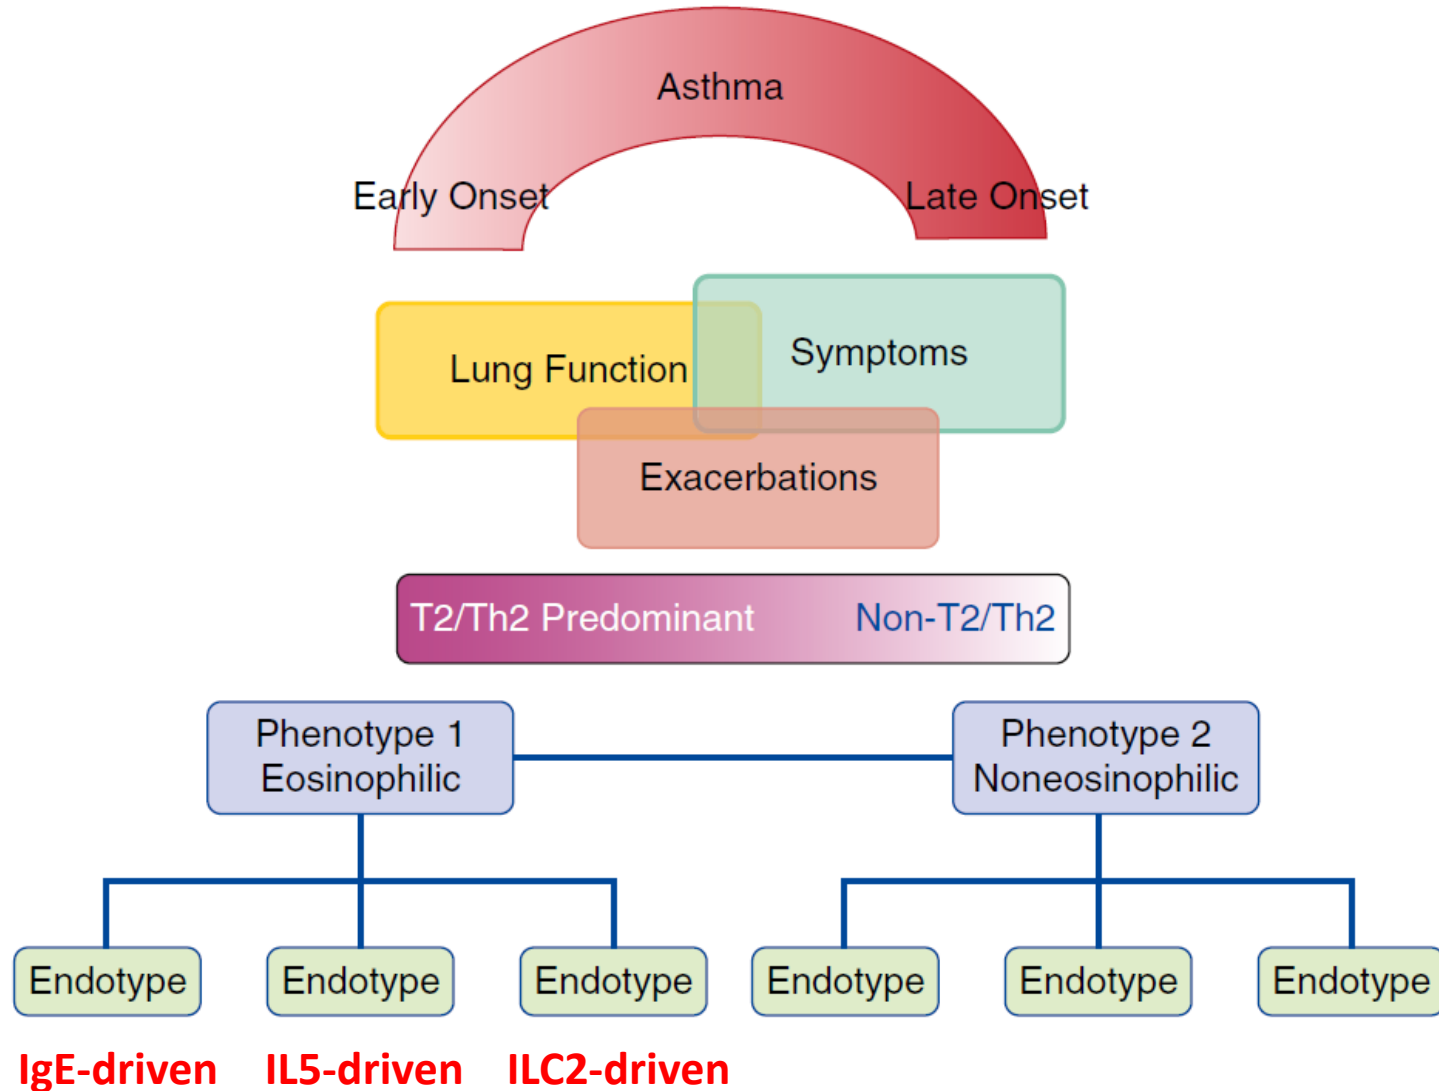 Asthma
Early Onset
Late Onset
Lung Function
Symptoms
Exacerbations
T2/Th2 Predominant
Non-T2/Th2
Phenotype 1
Eosinophilic
Phenotype 2
Noneosinophilic
Endotype
Endotype
Endotype
Endotype
Endotype
Endotype
IgE-driven
IL5-driven
ILC2-driven